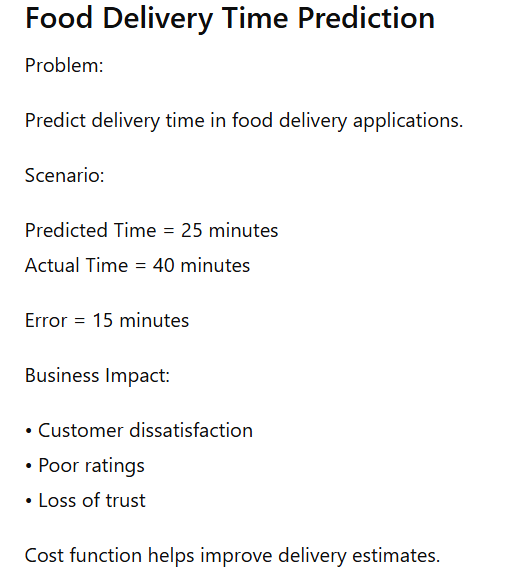 Food Delivery Time Prediction
Problem:
Predict delivery time in food delivery applications.
Scenario:
Predicted Time = 25 minutes
Actual Time = 40 minutes
Error = 15 minutes
Business Impact:
• Customer dissatisfaction
• Poor ratings
• Loss of trust
Cost function helps improve delivery estimates.